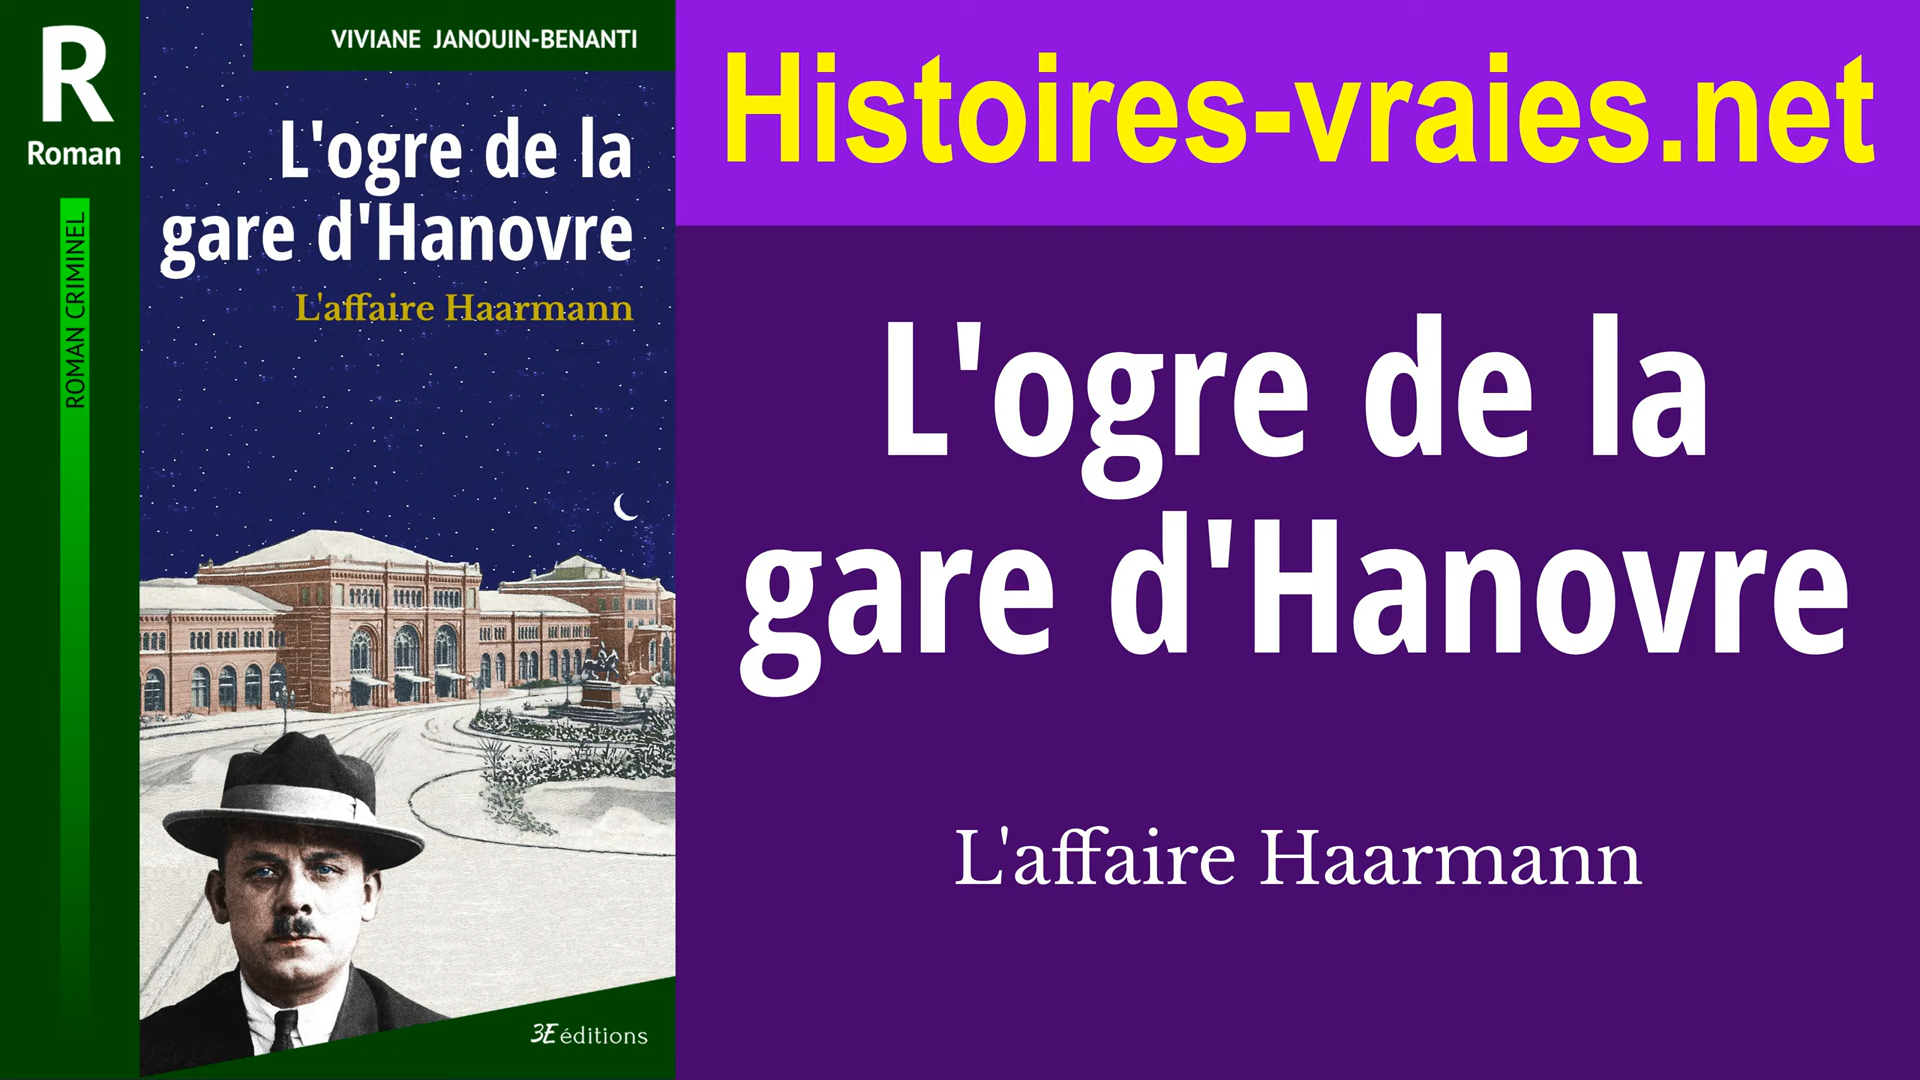 R
Roman
ROMAN CRIMINEL
VIVIANE JANOUIN-BENANTI
L'ogre de la
gare d'Hanovre
L'affaire Haarmann
3E éditions
Histoires-vraies.net
L'ogre de la
gare d'Hanovre
L'affaire Haarmann